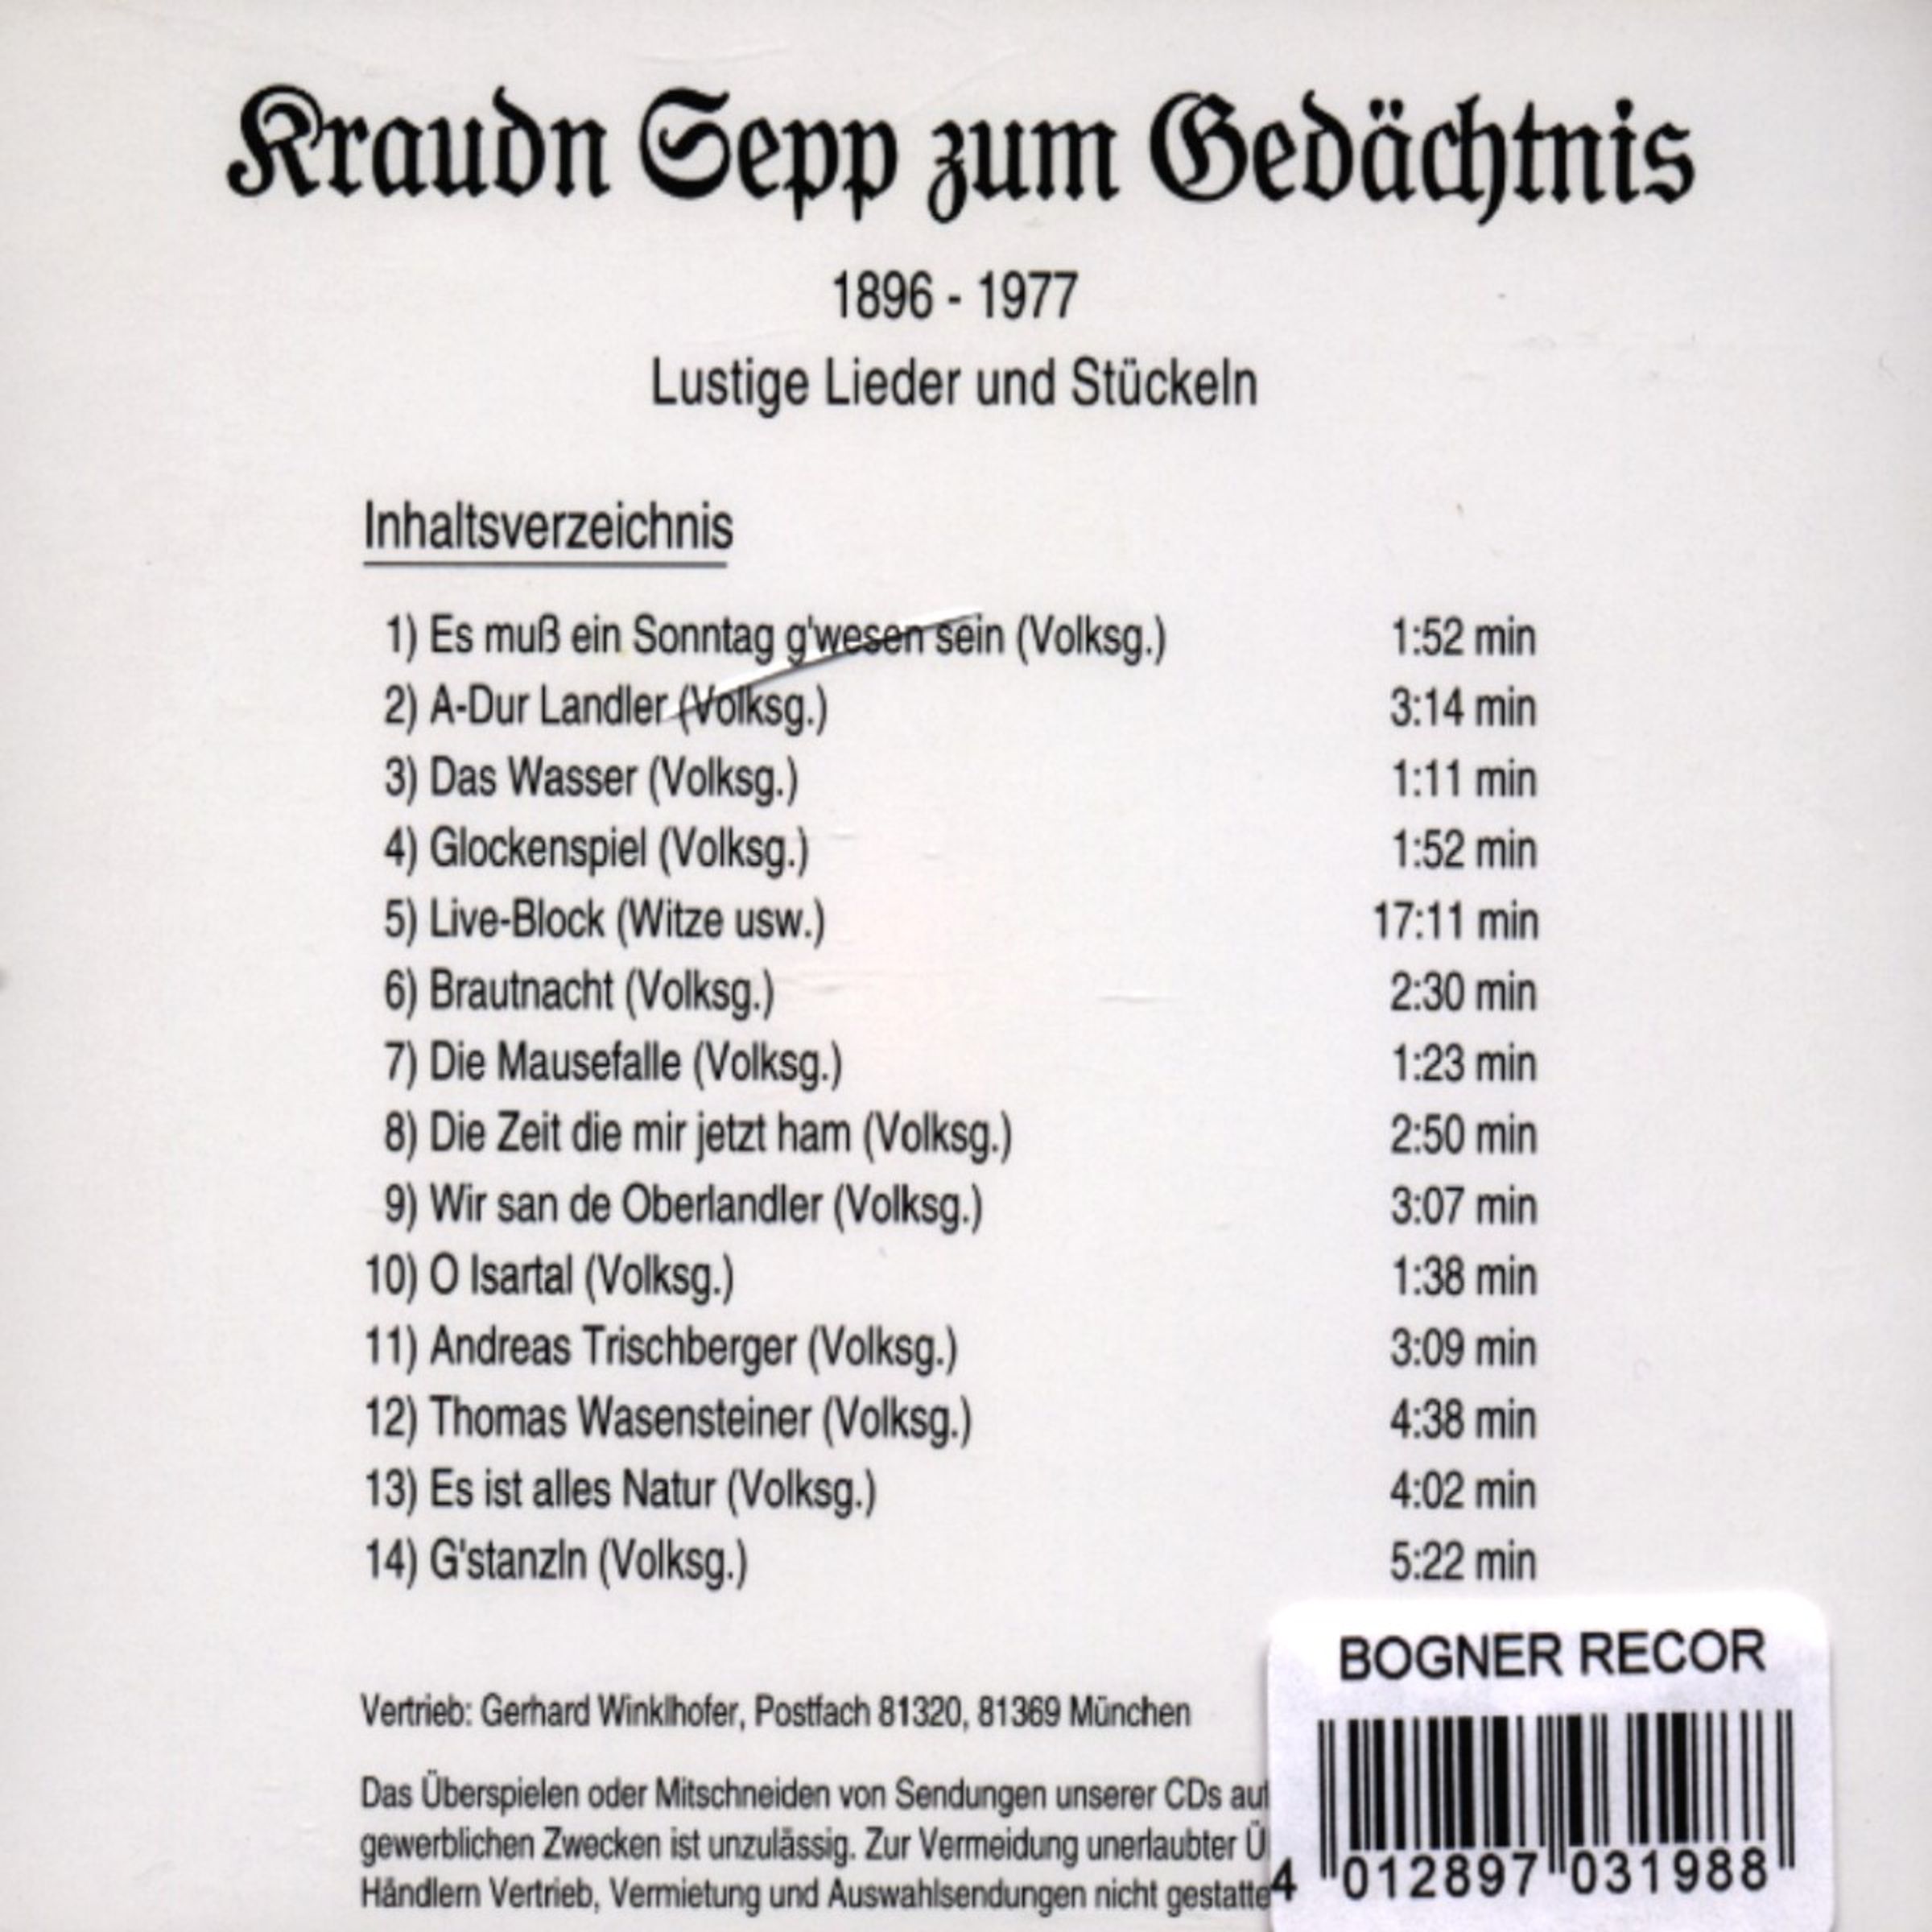 Kraudn Sepp zum Gedächtnis
1896 - 1977
Lustige Lieder und Stückeln
Inhaltsverzeichnis
1) Es muß ein Sonntag g'wesen sein (Volksg.) 1:52 min
2) A-Dur Landler (Volksg.) 3:14 min
3) Das Wasser (Volksg.) 1:11 min
4) Glockenspiel (Volksg.) 1:52 min
5) Live-Block (Witze usw.) 17:11 min
6) Brautnacht (Volksg.) 2:30 min
7) Die Mausefalle (Volksg.) 1:23 min
8) Die Zeit die mir jetzt ham (Volksg.) 2:50 min
9) Wir san de Oberlandler (Volksg.) 3:07 min
10) O Isartal (Volksg.) 1:38 min
11) Andreas Trischberger (Volksg.) 3:09 min
12) Thomas Wasensteiner (Volksg.) 4:38 min
13) Es ist alles Natur (Volksg.) 4:02 min
14) G'stanzln (Volksg.) 5:22 min
Vertrieb: Gerhard Winklhofer, Postfach 81320, 81369 München
Das Überspielen oder Mitschneiden von Sendungen unserer CDs
gewerblichen Zwecken ist unzulässig. Zur Vermeidung unerlaubter
Händlern Vertrieb, Vermietung und Auswahlsendungen nicht
BOGNER RECOR
4 012897 031988